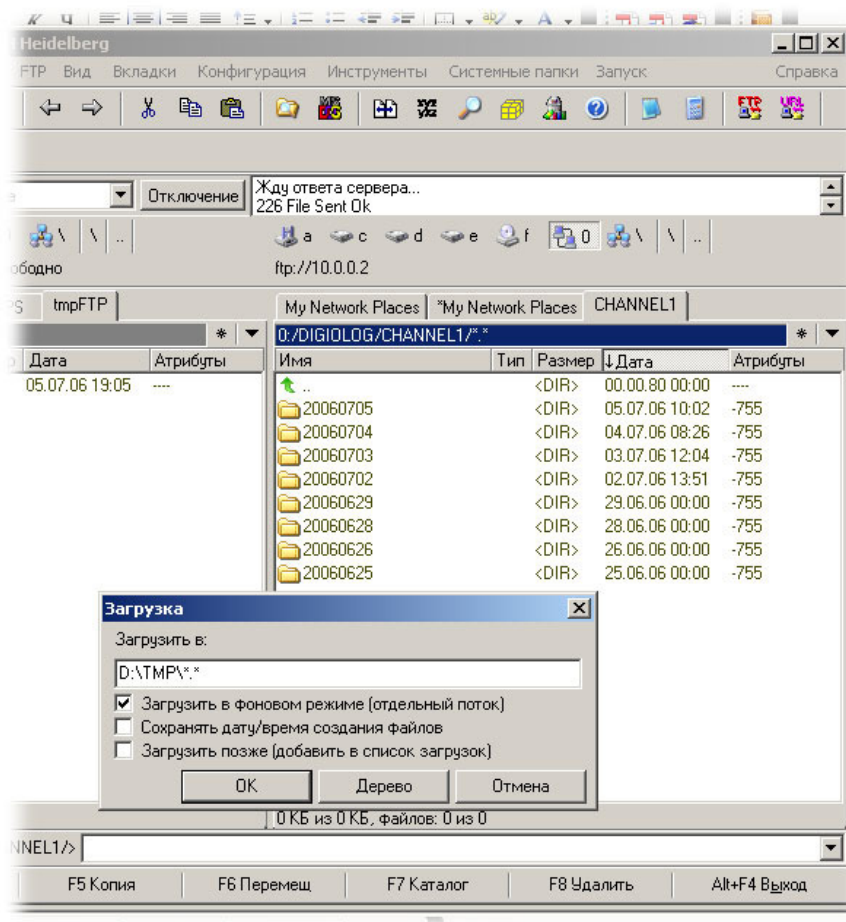 Heidelberg
FTP Вид Вкладки Конфигурация Инструменты Системные папки Запуск Справка
Отключение
Жду ответа сервера...
226 File Sent Ok
\ \ .. a c d e f 0 \ \ ..
ftp://10.0.0.2
tmpFTP My Network Places *My Network Places CHANNEL1
* 0:/DIGIOLOG/CHANNEL1/*.* *
Дата Атрибуты Имя Тип Размер ↓Дата Атрибуты
05.07.06 19:05 ---- .. <DIR> 00.00.80 00:00 ----
20060705 <DIR> 05.07.06 10:02 -755
20060704 <DIR> 04.07.06 08:26 -755
20060703 <DIR> 03.07.06 12:04 -755
20060702 <DIR> 02.07.06 13:51 -755
20060629 <DIR> 29.06.06 00:00 -755
20060628 <DIR> 28.06.06 00:00 -755
20060626 <DIR> 26.06.06 00:00 -755
20060625 <DIR> 25.06.06 00:00 -755
Загрузка
Загрузить в:
D:\TMP\*.*
Загрузить в фоновом режиме (отдельный поток)
Сохранять дату/время создания файлов
Загрузить позже (добавить в список загрузок)
OK Дерево Отмена
0 КБ из 0 КБ, файлов: 0 из 0
NNEL1/>
F5 Копия F6 Перемещ F7 Каталог F8 Удалить Alt+F4 Выход